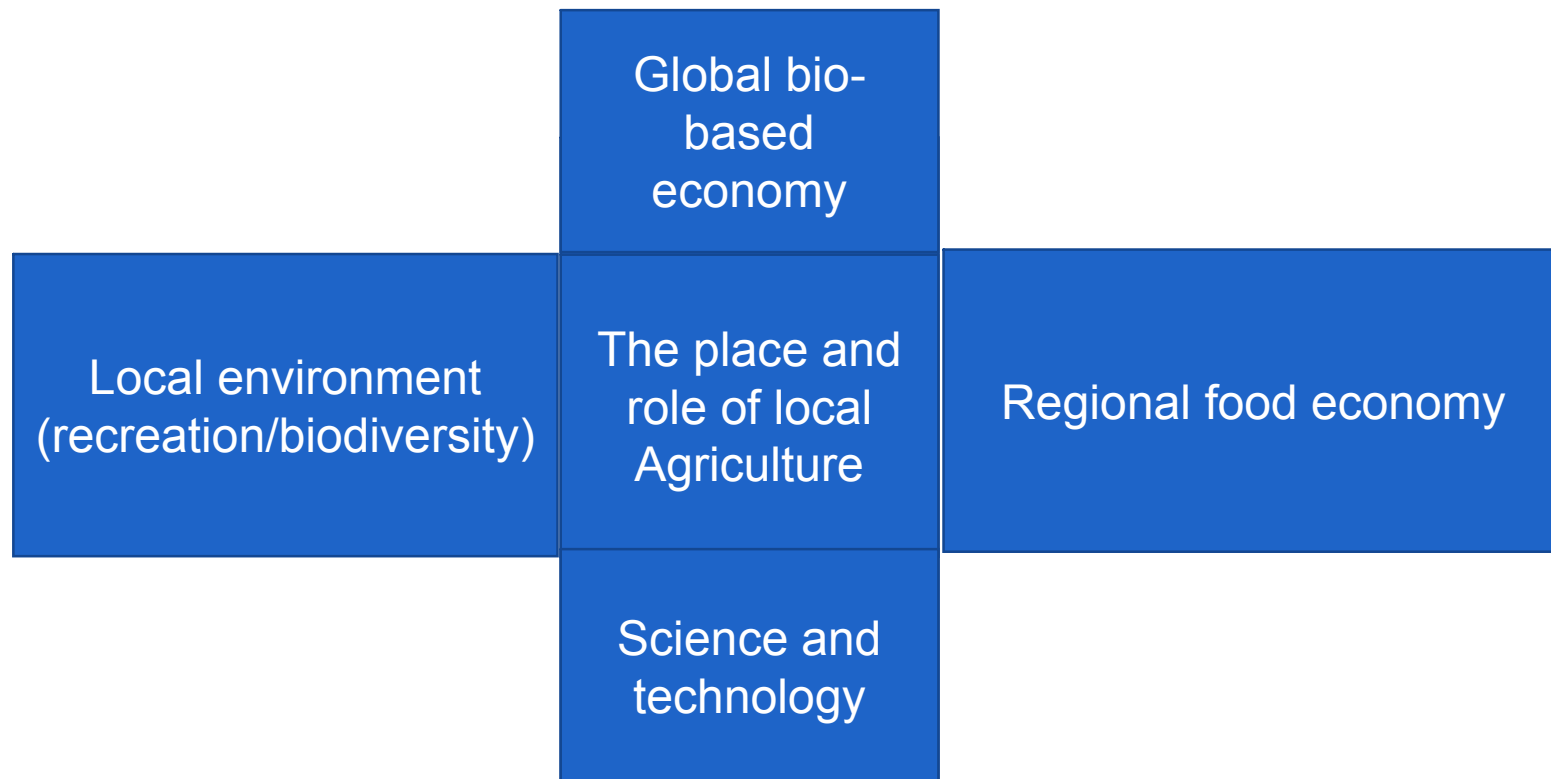 Global bio-
based
economy
Local environment
(recreation/biodiversity)
The place and
role of local
Agriculture
Regional food economy
Science and
technology